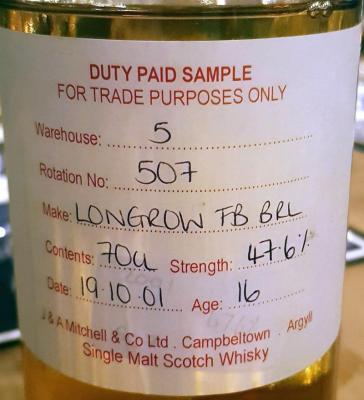 DUTY PAID SAMPLE
FOR TRADE PURPOSES ONLY
Warehouse: 5
Rotation No: 507
Make: LONGROW FB BRL
Contents: 70CL Strength: 47.6%
Date: 19.10.01 Age: 16
J & A Mitchell & Co Ltd . Campbeltown . Argyll
Single Malt Scotch Whisky